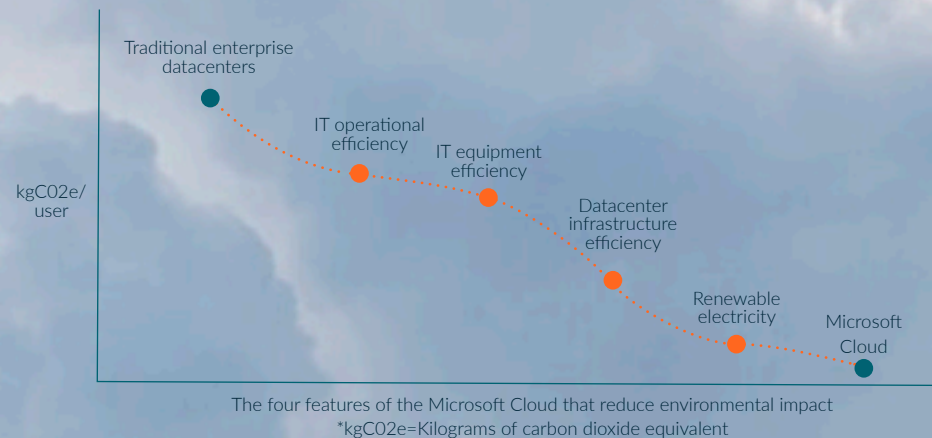 Traditional enterprise
datacenters
IT operational
efficiency
IT equipment
efficiency
kgC02e/
user
Datacenter
infrastructure
efficiency
Renewable
electricity
Microsoft
Cloud
The four features of the Microsoft Cloud that reduce environmental impact
*kgC02e=Kilograms of carbon dioxide equivalent